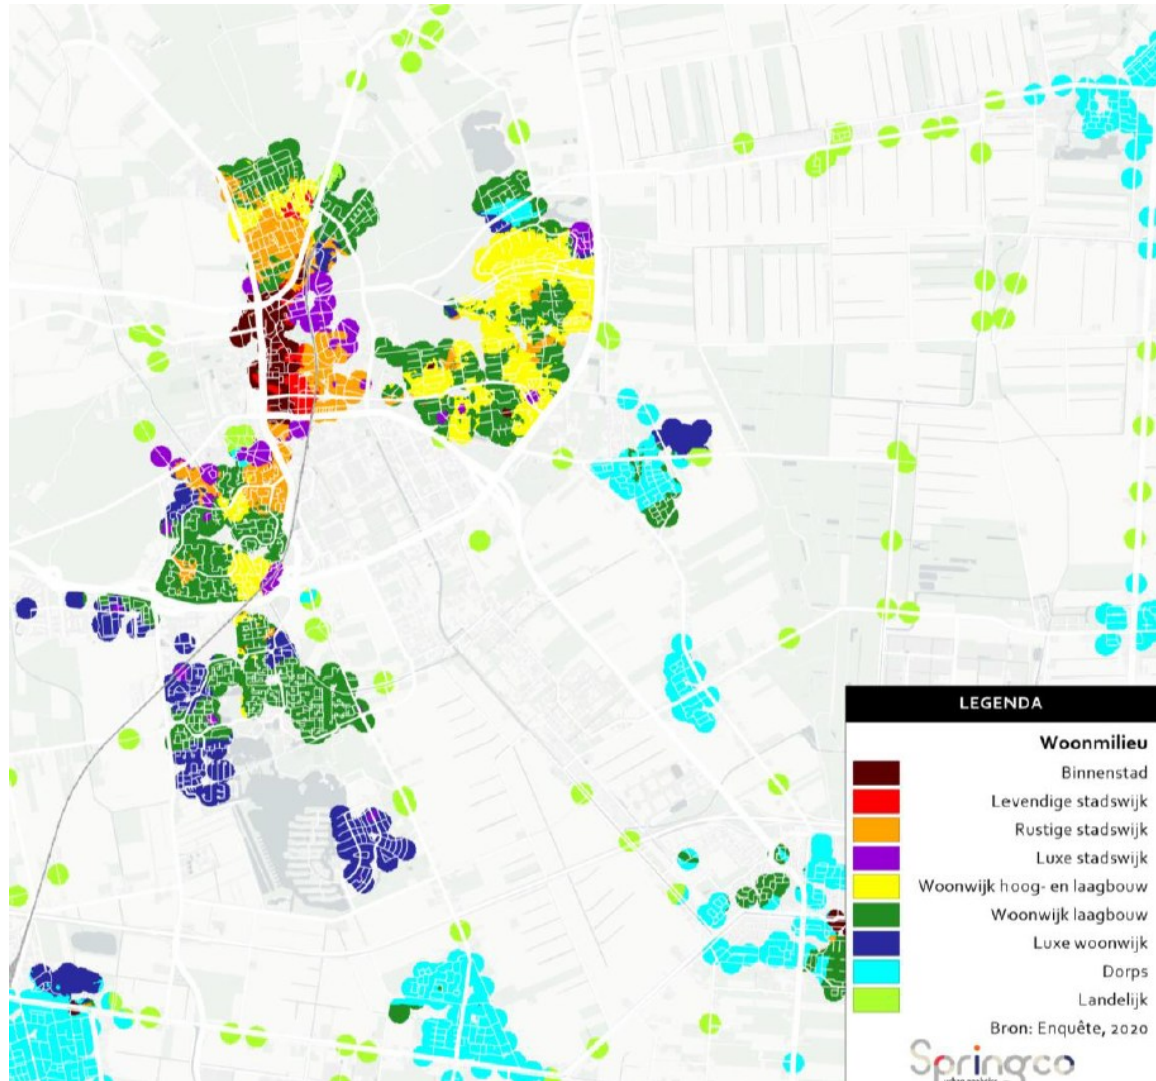 LEGENDA
Woonmilieu
Binnenstad
Levendige stadswijk
Rustige stadswijk
Luxe stadswijk
Woonwijk hoog- en laagbouw
Woonwijk laagbouw
Luxe woonwijk
Dorps
Landelijk
Bron: Enquête, 2020
Springco